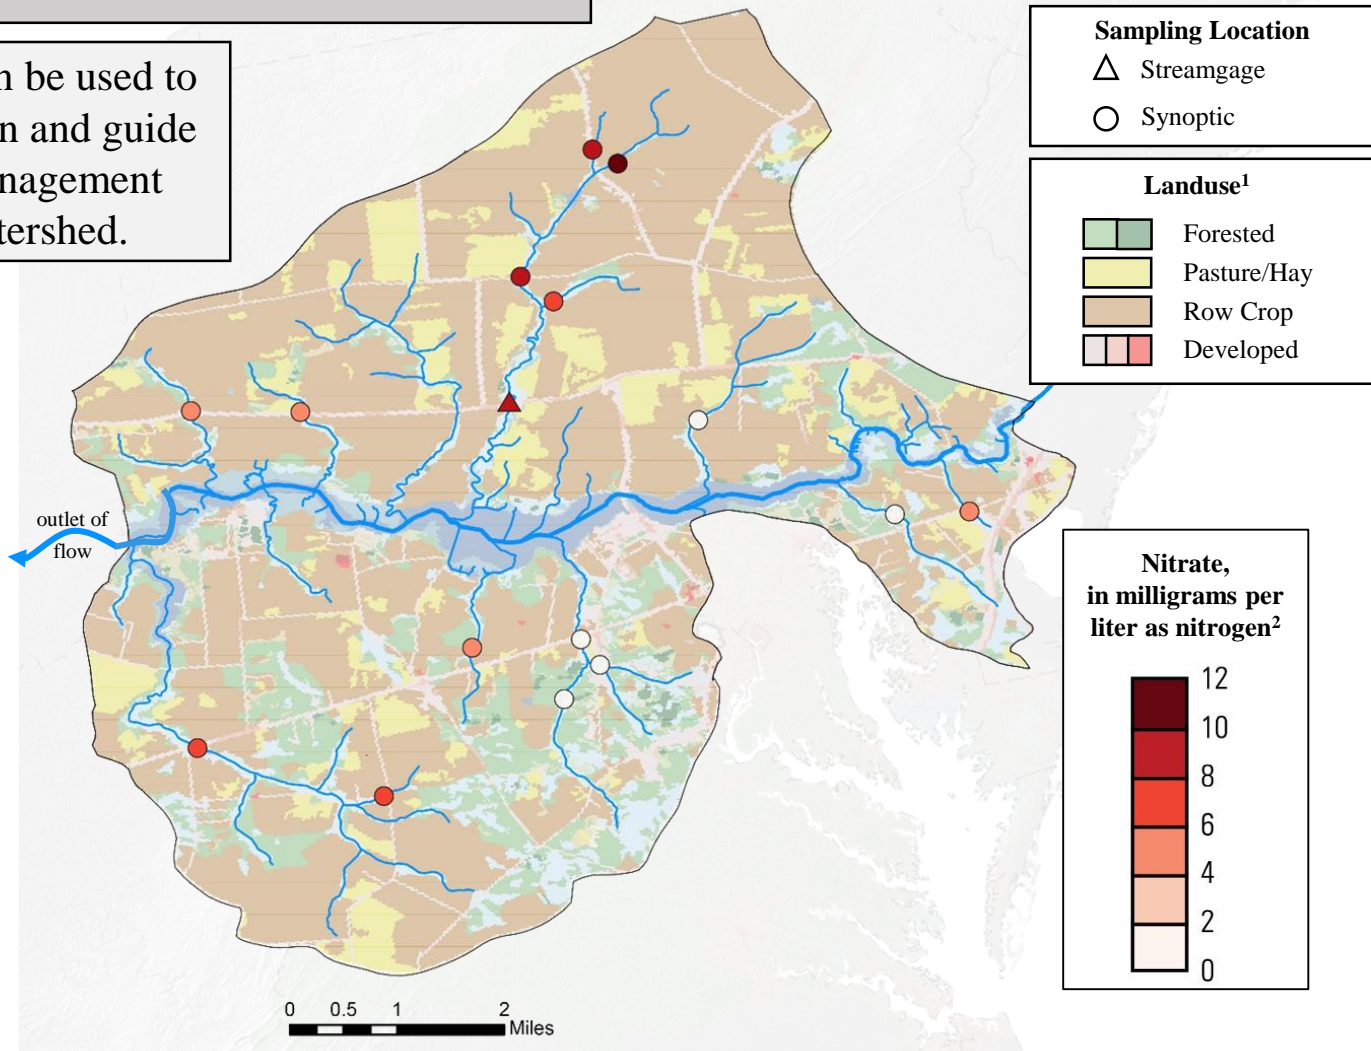 n be used to
n and guide
nagement
tershed.
Sampling Location
Streamgage
Synoptic
Landuse1
Forested
Pasture/Hay
Row Crop
Developed
outlet of
flow
Nitrate,
in milligrams per
liter as nitrogen2
12
10
8
6
4
2
0
0 0.5 1 2
Miles